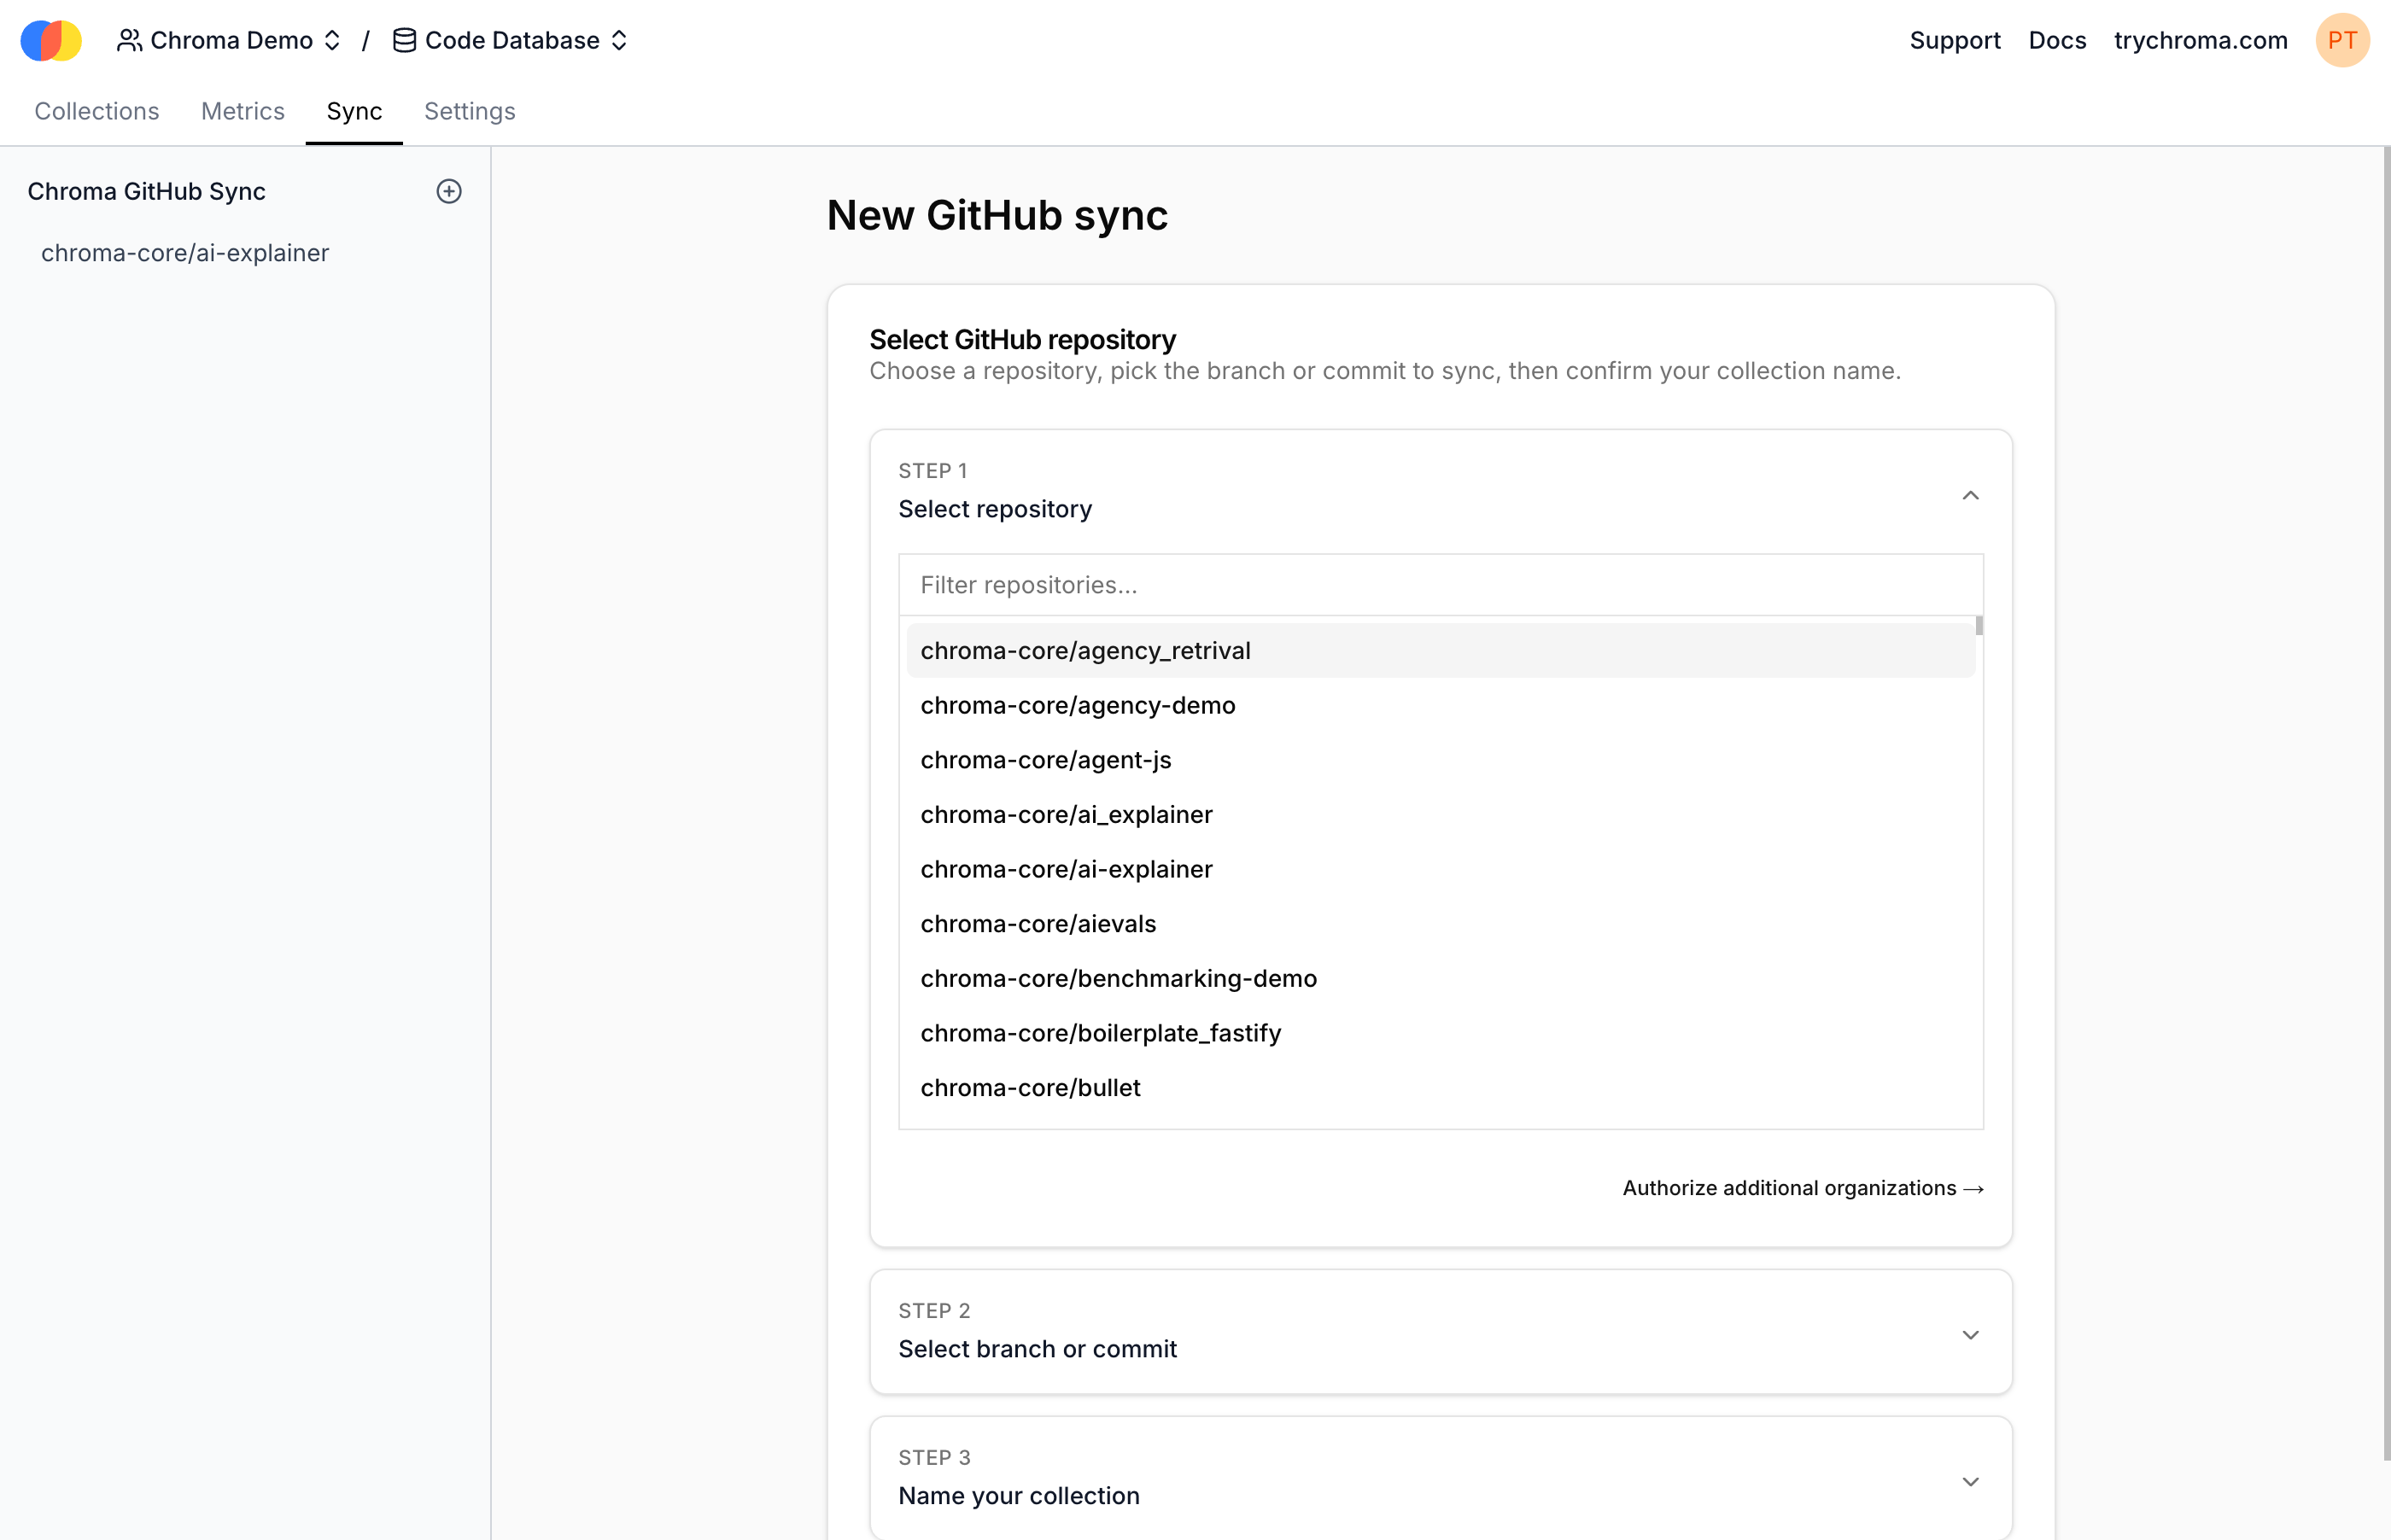 Chroma Demo / Code Database
Support Docs trychroma.com PT
Collections Metrics Sync Settings
Chroma GitHub Sync
chroma-core/ai-explainer
New GitHub sync
Select GitHub repository
Choose a repository, pick the branch or commit to sync, then confirm your collection name.
STEP 1
Select repository
Filter repositories...
chroma-core/agency_retrival
chroma-core/agency-demo
chroma-core/agent-js
chroma-core/ai_explainer
chroma-core/ai-explainer
chroma-core/aievals
chroma-core/benchmarking-demo
chroma-core/boilerplate_fastify
chroma-core/bullet
Authorize additional organizations →
STEP 2
Select branch or commit
STEP 3
Name your collection